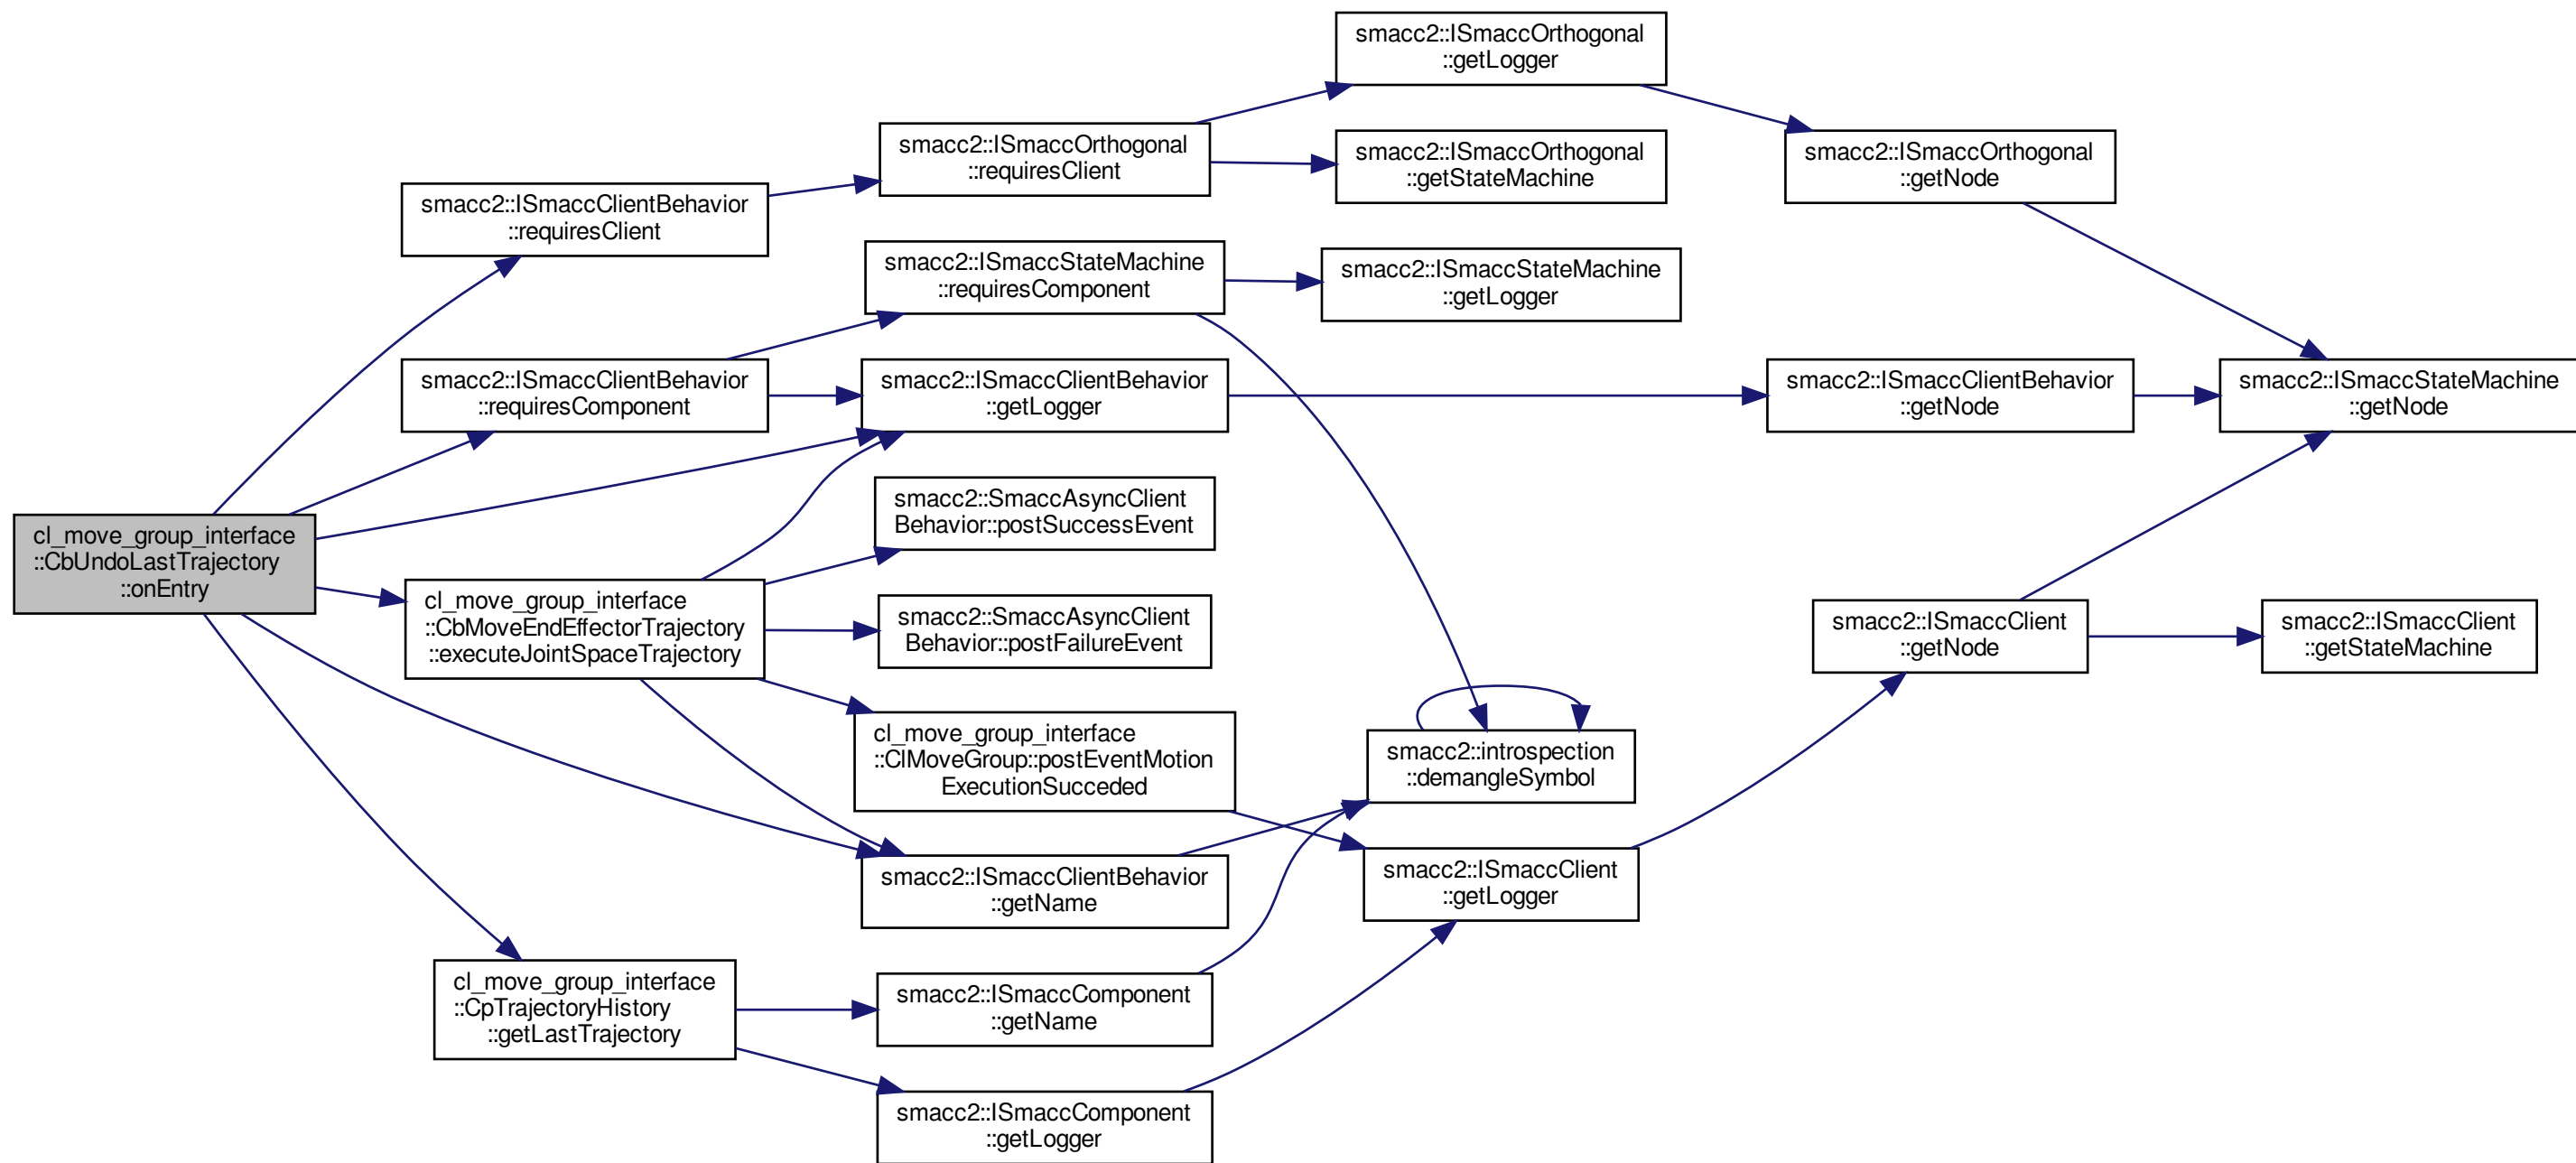 cl_move_group_interface
::CbUndoLastTrajectory
::onEntry
smacc2::ISmaccClientBehavior
::requiresClient
smacc2::ISmaccClientBehavior
::requiresComponent
cl_move_group_interface
::CbMoveEndEffectorTrajectory
::executeJointSpaceTrajectory
cl_move_group_interface
::CpTrajectoryHistory
::getLastTrajectory
smacc2::ISmaccOrthogonal
::requiresClient
smacc2::ISmaccStateMachine
::requiresComponent
smacc2::ISmaccClientBehavior
::getLogger
smacc2::SmaccAsyncClient
Behavior::postSuccessEvent
smacc2::SmaccAsyncClient
Behavior::postFailureEvent
cl_move_group_interface
::ClMoveGroup::postEventMotion
ExecutionSucceded
smacc2::ISmaccClientBehavior
::getName
smacc2::ISmaccComponent
::getName
smacc2::ISmaccComponent
::getLogger
smacc2::ISmaccOrthogonal
::getLogger
smacc2::ISmaccOrthogonal
::getStateMachine
smacc2::ISmaccStateMachine
::getLogger
smacc2::introspection
::demangleSymbol
smacc2::ISmaccClient
::getLogger
smacc2::ISmaccOrthogonal
::getNode
smacc2::ISmaccClientBehavior
::getNode
smacc2::ISmaccClient
::getNode
smacc2::ISmaccStateMachine
::getNode
smacc2::ISmaccClient
::getStateMachine